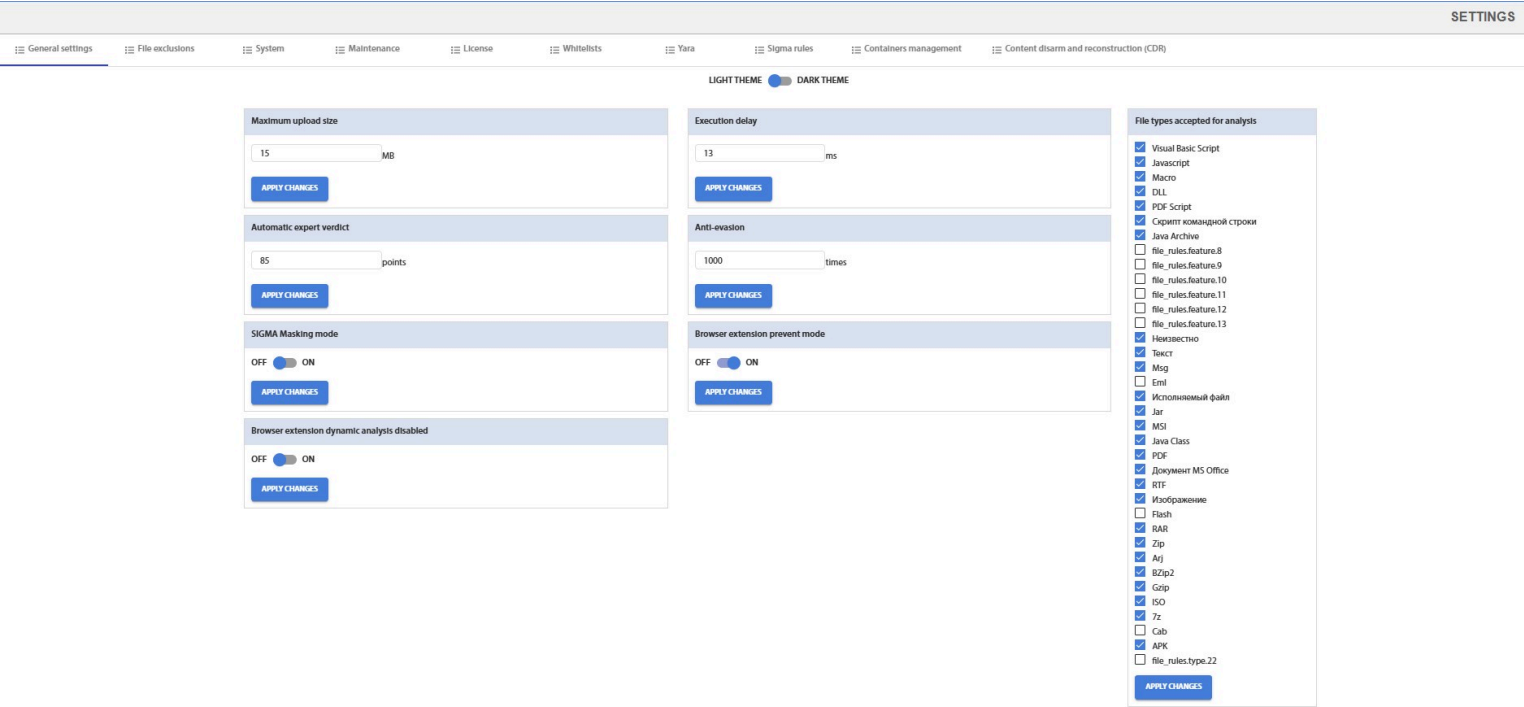 SETTINGS
General settings File exclusions System Maintenance License Whitelists Yara Sigma rules Containers management Content disarm and reconstruction (CDR)
LIGHT THEME DARK THEME
Maximum upload size
15 MB
APPLY CHANGES
Execution delay
13 ms
APPLY CHANGES
Automatic expert verdict
85 points
APPLY CHANGES
Anti-evasion
1000 times
APPLY CHANGES
SIGMA Masking mode
OFF ON
APPLY CHANGES
Browser extension prevent mode
OFF ON
APPLY CHANGES
Browser extension dynamic analysis disabled
OFF ON
APPLY CHANGES
File types accepted for analysis
Visual Basic Script
Javascript
Macro
DLL
PDF Script
Скрипт командной строки
Java Archive
file_rules.feature.8
file_rules.feature.9
file_rules.feature.10
file_rules.feature.11
file_rules.feature.12
file_rules.feature.13
Неизвестно
Текст
Msg
Eml
Исполняемый файл
Jar
MSI
Java Class
PDF
Документ MS Office
RTF
Изображение
Flash
RAR
Zip
Arj
BZip2
Gzip
ISO
7z
Cab
APK
file_rules.type.22
APPLY CHANGES